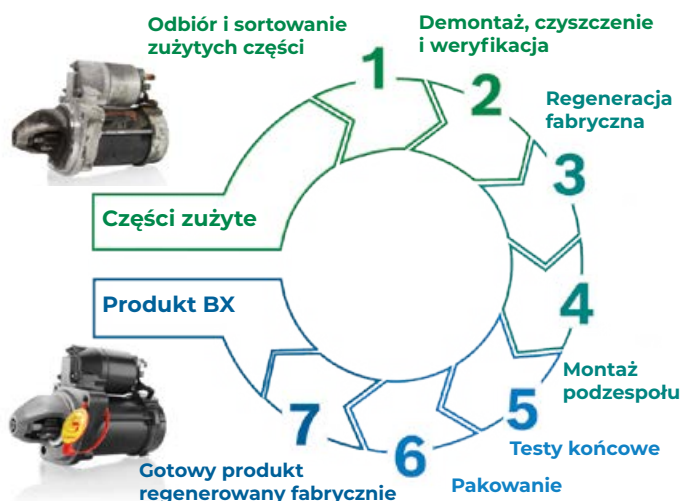 Odbiór i sortowanie
zużytych części
1
Demontaż, czyszczenie
i weryfikacja
2
Regeneracja
fabryczna
3
Części zużyte
Produkt BX
4
Montaż
podzespołu
5
Testy końcowe
6
Pakowanie
7
Gotowy produkt
regenerowany fabrycznie